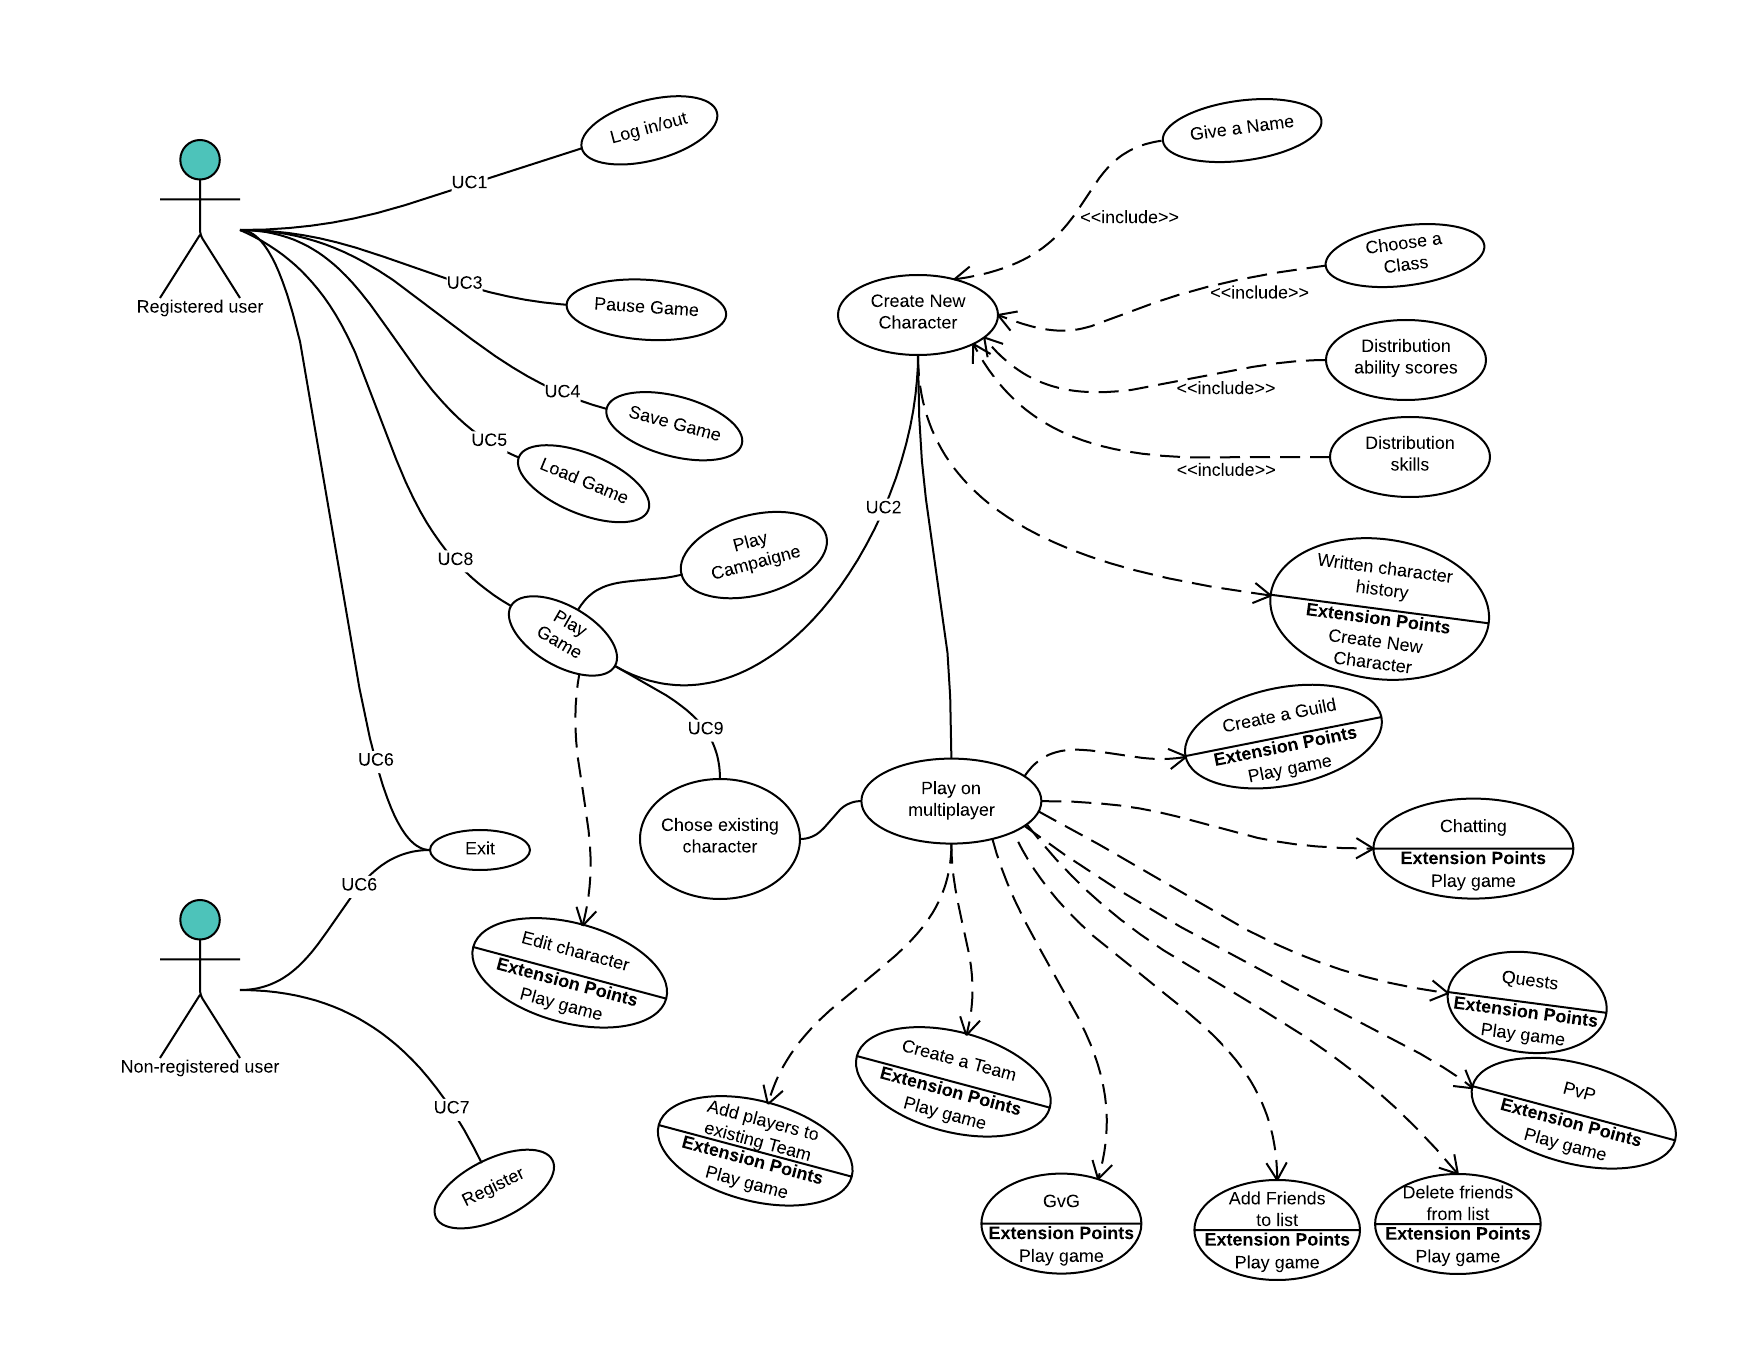 Log in/out
Give a Name
UC1
<<include>>
Choose a
Class
Registered user
UC3
Pause Game
Create New
Character
<<include>>
Distribution
ability scores
<<include>>
UC4
Save Game
UC5
Load Game
Distribution
skills
<<include>>
UC2
UC8
Play
Campaigne
Play
Game
Written character
history
Extension Points
Create New
Character
UC9
Create a Guild
Extension Points
Play game
UC6
Play on
multiplayer
Chose existing
character
Chatting
Extension Points
Play game
Exit
UC6
Edit character
Extension Points
Play game
Quests
Extension Points
Play game
Non-registered user
UC7
Create a Team
Extension Points
Play game
PvP
Extension Points
Play game
Add players to
existing Team
Extension Points
Play game
Register
GvG
Extension Points
Play game
Add Friends
to list
Extension Points
Play game
Delete friends
from list
Extension Points
Play game